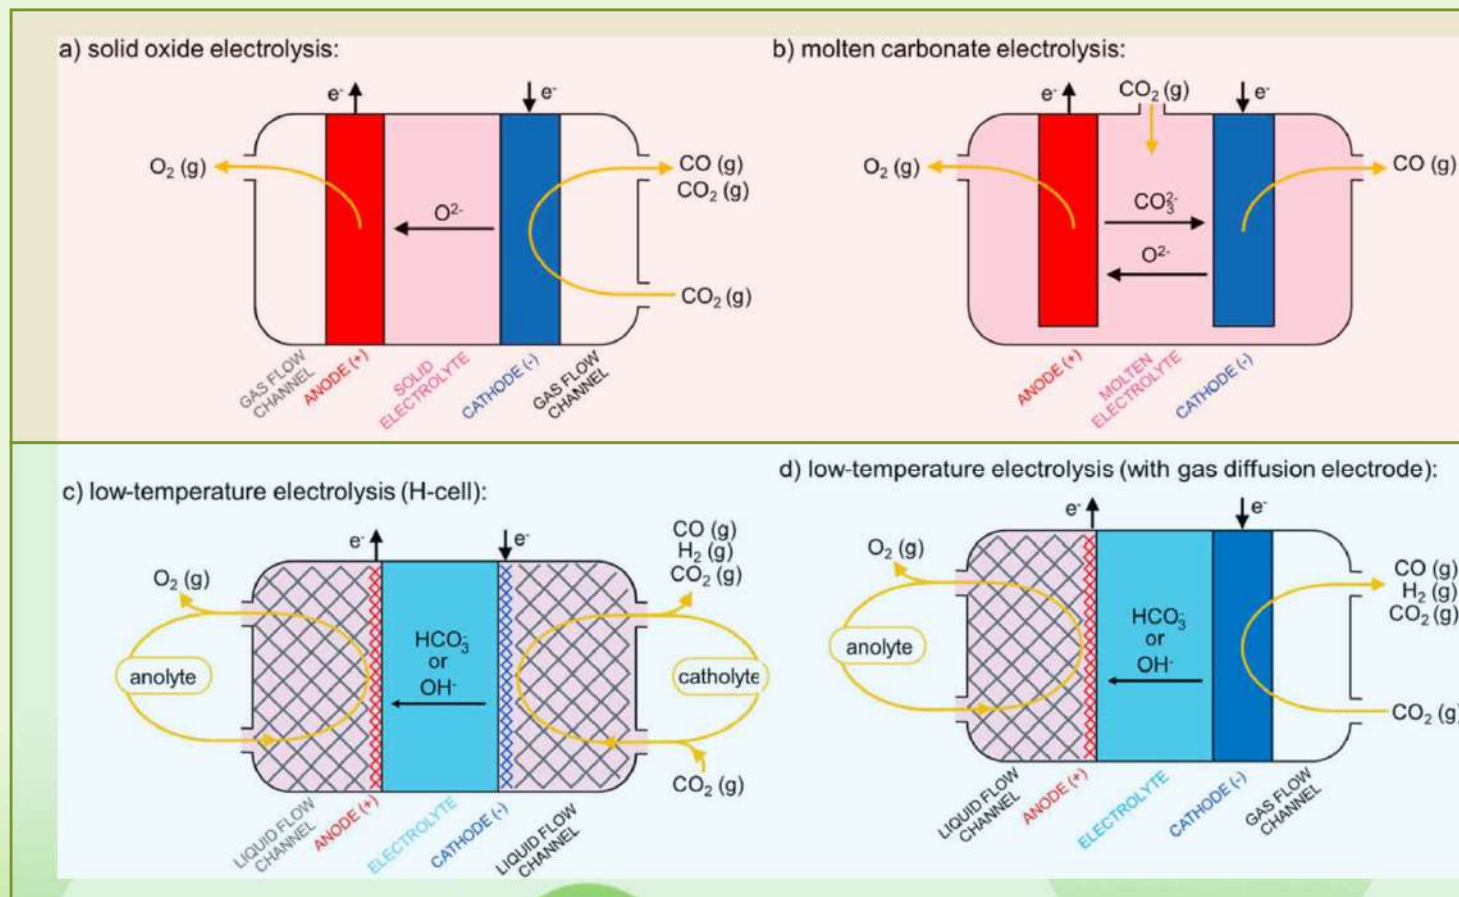 a) solid oxide electrolysis:
e⁻
e⁻
O₂ (g)
CO (g)
CO₂ (g)
O²⁻
CO₂ (g)
GAS FLOW
CHANNEL
ANODE (+)
SOLID
ELECTROLYTE
CATHODE (-)
GAS FLOW
CHANNEL
b) molten carbonate electrolysis:
e⁻
CO₂ (g)
e⁻
O₂ (g)
CO (g)
CO₃²⁻
O²⁻
ANODE (+)
MOLTEN
ELECTROLYTE
CATHODE (-)
c) low-temperature electrolysis (H-cell):
e⁻
e⁻
CO (g)
H₂ (g)
CO₂ (g)
O₂ (g)
HCO₃⁻
or
OH⁻
anolyte
catholyte
CO₂ (g)
LIQUID FLOW
CHANNEL
ANODE (+)
ELECTROLYTE
CATHODE (-)
LIQUID FLOW
CHANNEL
d) low-temperature electrolysis (with gas diffusion electrode):
e⁻
e⁻
O₂ (g)
CO (g)
H₂ (g)
CO₂ (g)
HCO₃⁻
or
OH⁻
anolyte
CO₂ (g)
LIQUID FLOW
CHANNEL
ANODE (+)
ELECTROLYTE
CATHODE (-)
GAS FLOW
CHANNEL